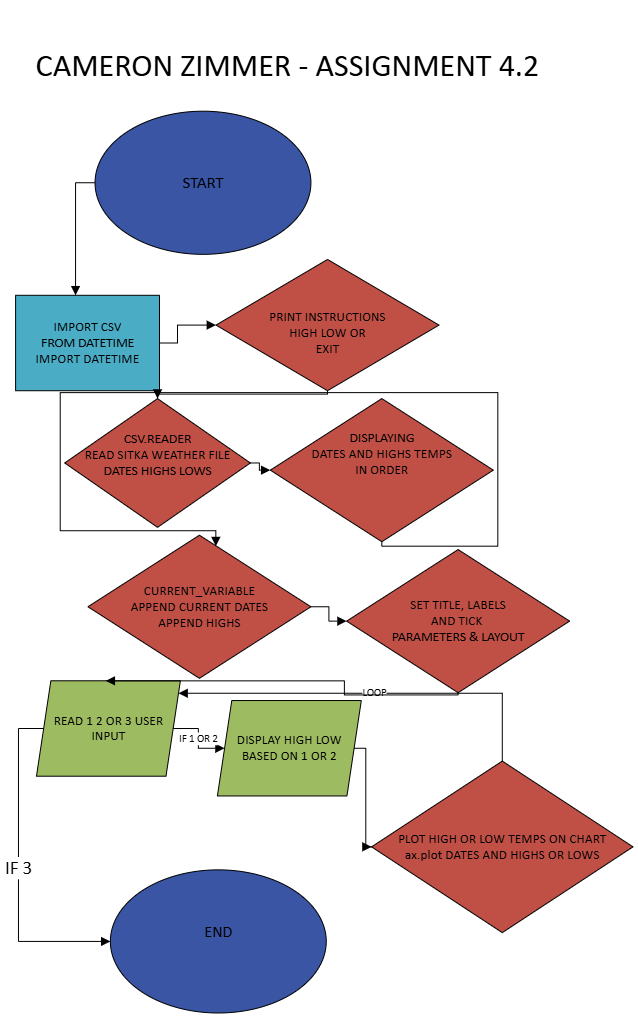 CAMERON ZIMMER - ASSIGNMENT 4.2
START
IMPORT CSV
FROM DATETIME
IMPORT DATETIME
PRINT INSTRUCTIONS
HIGH LOW OR
EXIT
CSV.READER
READ SITKA WEATHER FILE
DATES HIGHS LOWS
DISPLAYING
DATES AND HIGHS TEMPS
IN ORDER
CURRENT_VARIABLE
APPEND CURRENT DATES
APPEND HIGHS
SET TITLE, LABELS
AND TICK
PARAMETERS & LAYOUT
LOOP
READ 1 2 OR 3 USER
INPUT
IF 1 OR 2
DISPLAY HIGH LOW
BASED ON 1 OR 2
PLOT HIGH OR LOW TEMPS ON CHART
ax.plot DATES AND HIGHS OR LOWS
IF 3
END